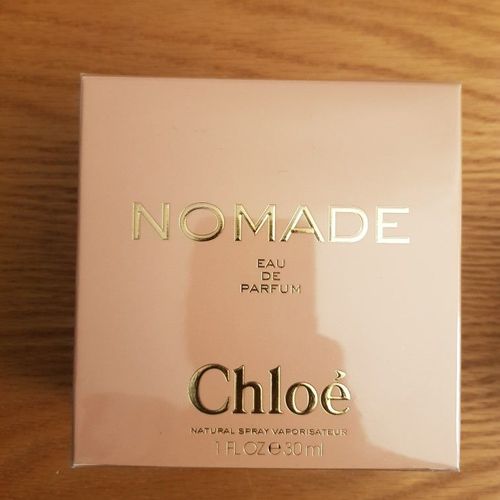 NOMADE
EAU
DE
PARFUM
Chloé
NATURAL SPRAY VAPORISATEUR
1 FL OZ e 30 ml